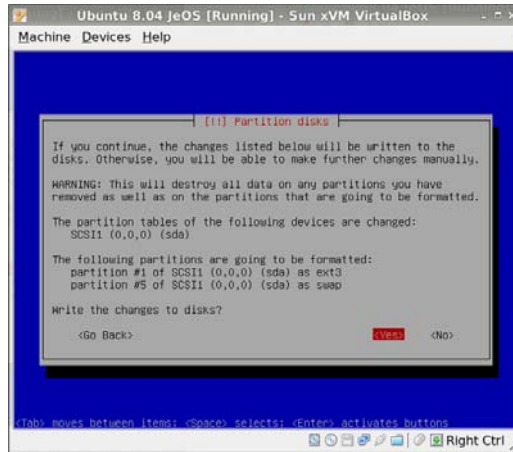 Ubuntu 8.04 JeOS [Running] - Sun xVM VirtualBox
Machine Devices Help
[!!] Partition disks
If you continue, the changes listed below will be written to the
disks. Otherwise, you will be able to make further changes manually.
WARNING: This will destroy all data on any partitions you have
removed as well as on the partitions that are going to be formatted.
The partition tables of the following devices are changed:
SCSI1 (0,0,0) (sda)
The following partitions are going to be formatted:
partition #1 of SCSI1 (0,0,0) (sda) as ext3
partition #5 of SCSI1 (0,0,0) (sda) as swap
Write the changes to disks?
<Go Back> <Yes> <No>
<Tab> moves between items; <Space> selects; <Enter> activates buttons
Right Ctrl